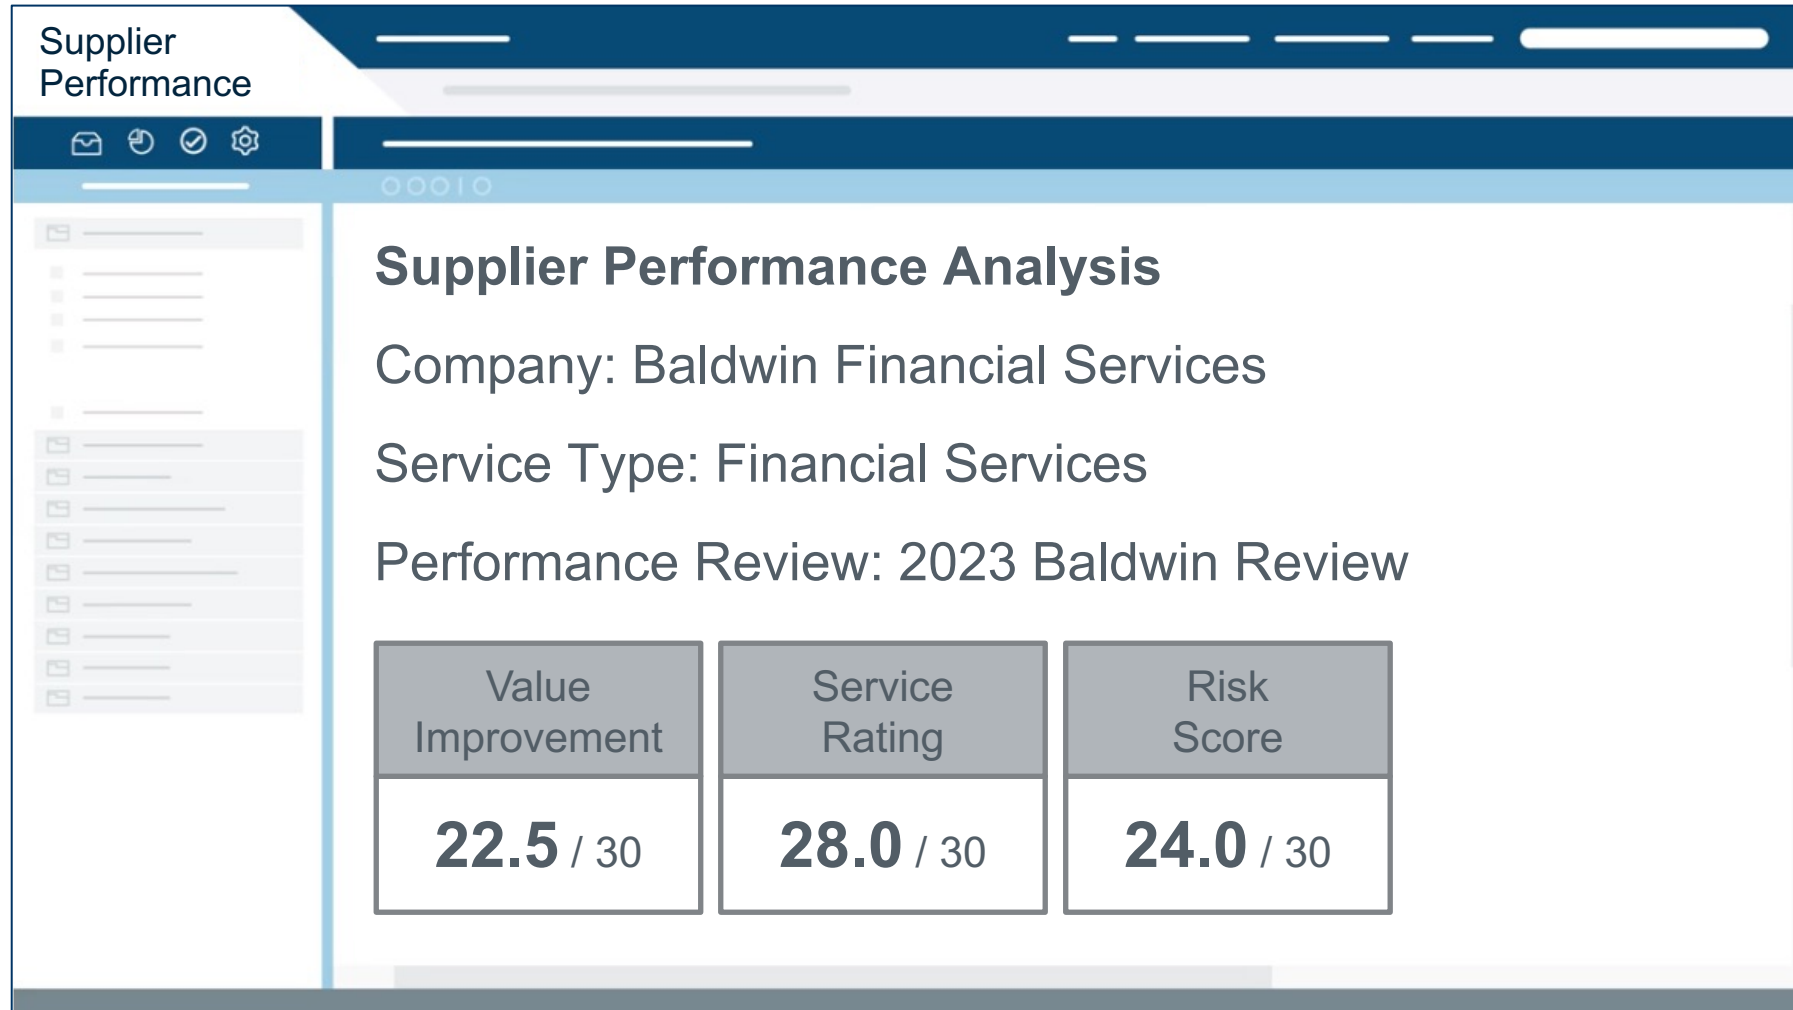 Supplier
Performance
Supplier Performance Analysis
Company: Baldwin Financial Services
Service Type: Financial Services
Performance Review: 2023 Baldwin Review
Value
Improvement
Service
Rating
Risk
Score
22.5 / 30
28.0 / 30
24.0 / 30